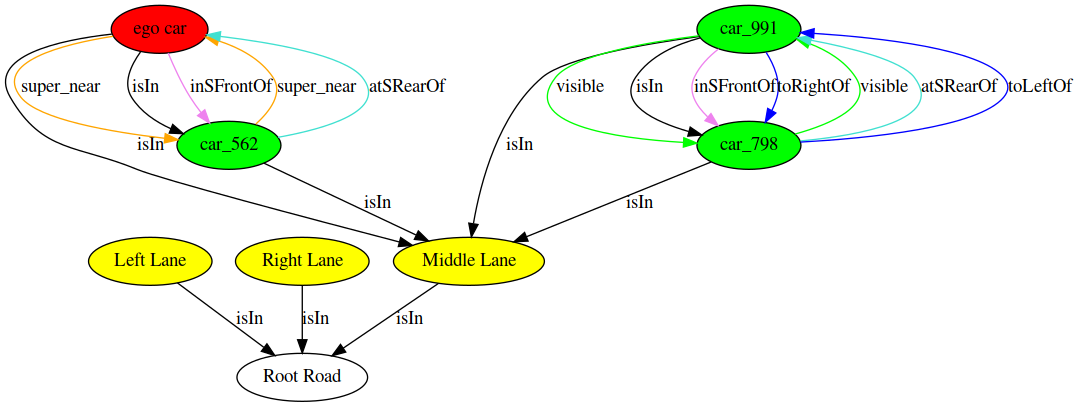 ego car
car_991
super_near
isIn
inSFrontOf
super_near
atSRearOf
visible
isIn
inSFrontOf
toRightOf
visible
atSRearOf
toLeftOf
isIn
car_562
isIn
car_798
isIn
isIn
Left Lane
Right Lane
Middle Lane
isIn
isIn
isIn
Root Road